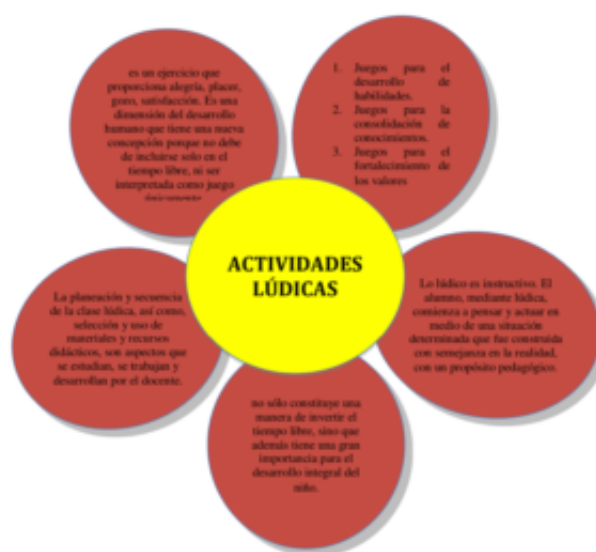 es un ejercicio que
proporciona alegría, placer,
gozo, satisfacción. Es una
dimensión del desarrollo
humano que tiene una nueva
concepción porque no debe
de incluirse solo en el
tiempo libre, ni ser
interpretada como juego
únicamente
1. Juegos para el
desarrollo de
habilidades.
2. Juegos para la
consolidación de
conocimientos.
3. Juegos para el
fortalecimiento de
los valores
ACTIVIDADES
LÚDICAS
La planeación y secuencia
de la clase lúdica, así como,
selección y uso de
materiales y recursos
didácticos, son aspectos que
se estudian, se trabajan y
desarrollan por el docente.
Lo lúdico es instructivo. El
alumno, mediante lúdica,
comienza a pensar y actuar en
medio de una situación
determinada que fue construida
con semejanza en la realidad,
con un propósito pedagógico.
no sólo constituye una
manera de invertir el
tiempo libre, sino que
además tiene una gran
importancia para el
desarrollo integral del
niño.